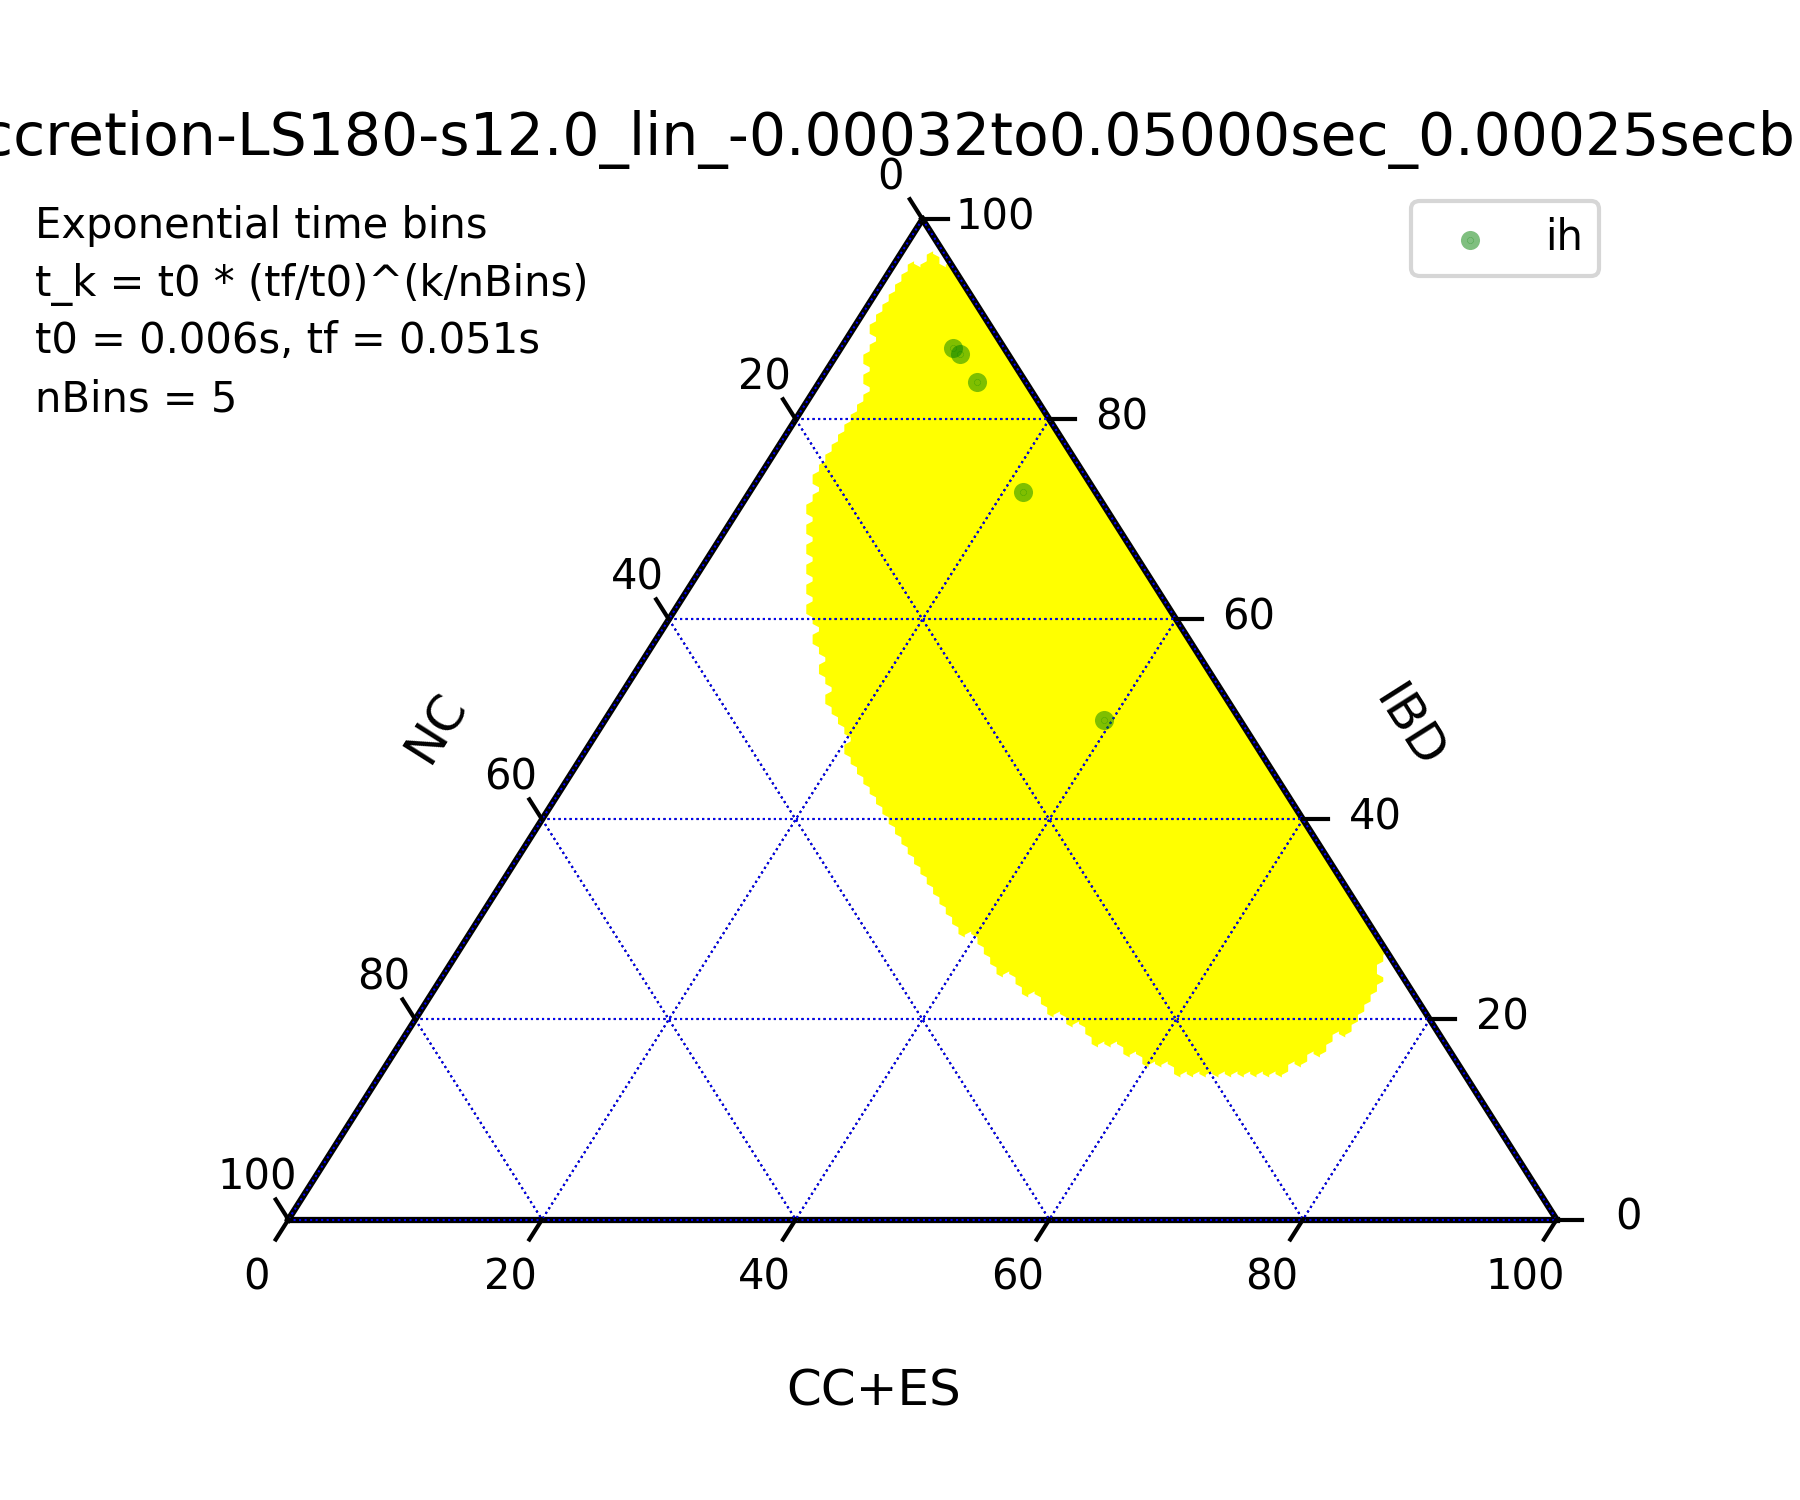 ccretion-LS180-s12.0_lin_-0.00032to0.05000sec_0.00025secb
Exponential time bins
t_k = t0 * (tf/t0)^(k/nBins)
t0 = 0.006s, tf = 0.051s
nBins = 5
ih
0
100
20
80
40
60
NC
IBD
60
40
80
20
100
0
0
20
40
60
80
100
CC+ES